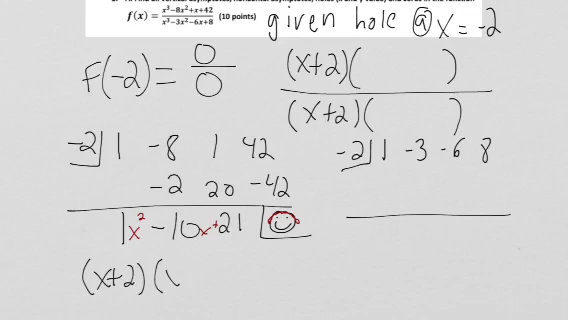 f(x) = x³−8x²+x+42 / x³−3x²−6x+8 (10 points)
given hole @ x = -2
F(-2) = 0/0
(x+2)( )
(x+2)( )
-2| 1 -8 1 42
-2 20 -42
1x² - 10x + 21
-2| 1 -3 -6 8
(x+2)(